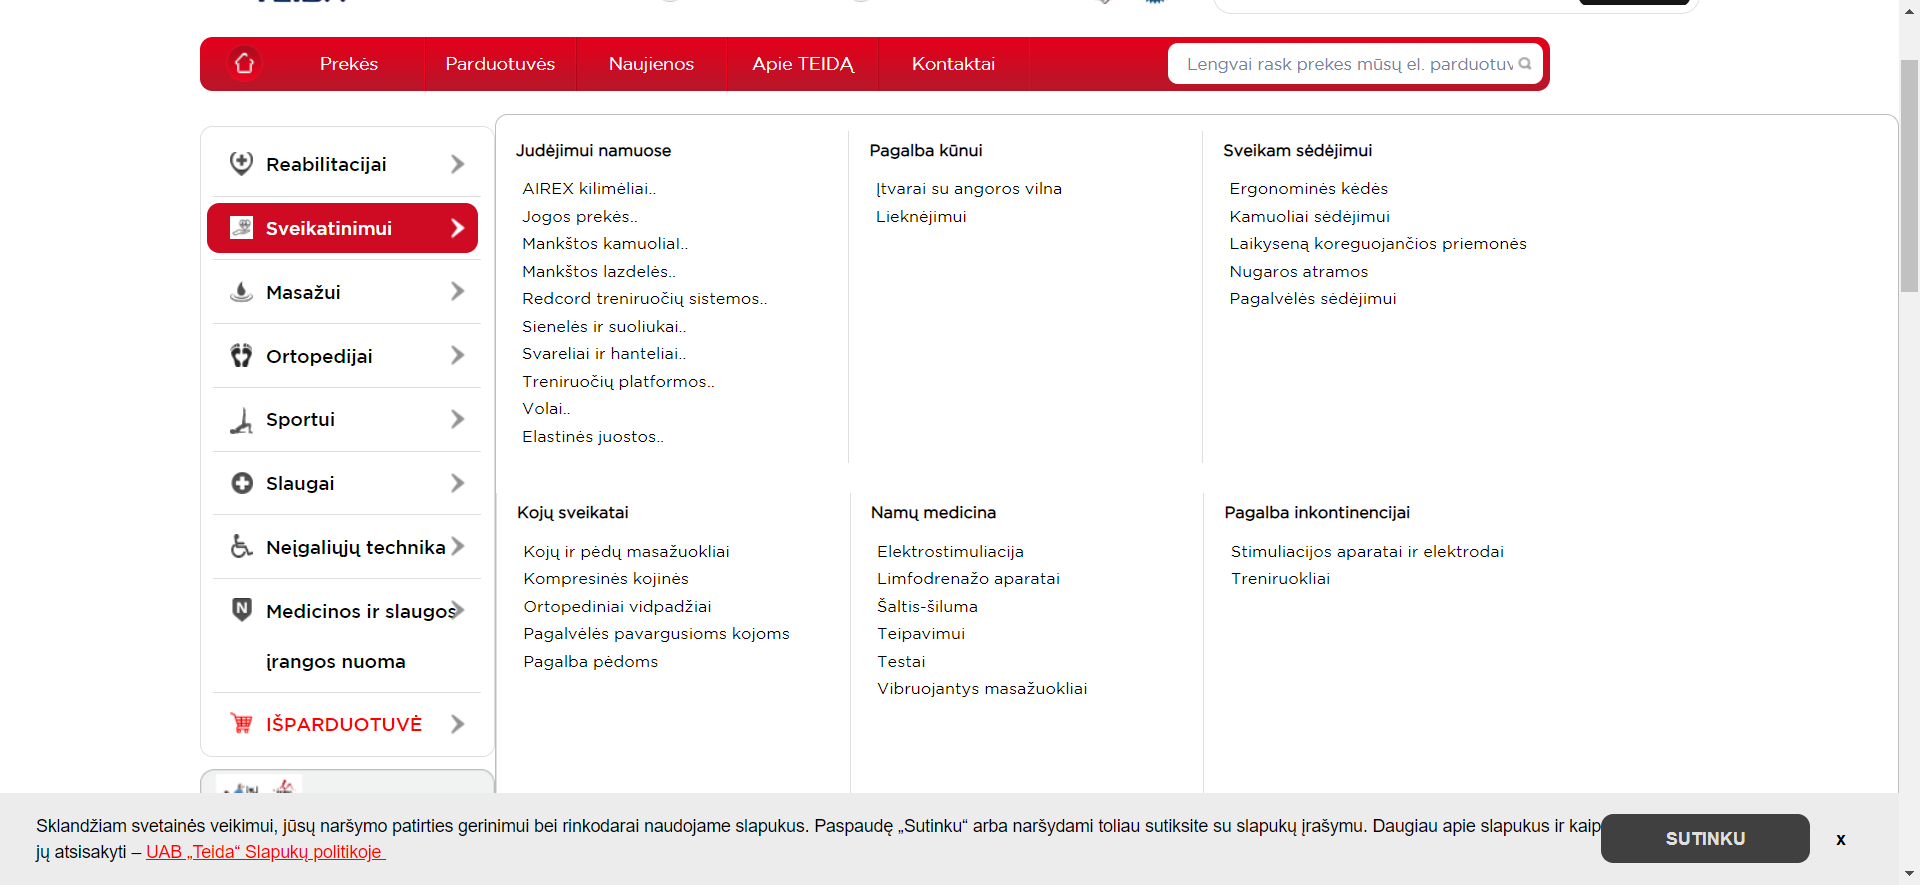 Prekės
Parduotuvės
Naujienos
Apie TEIDĄ
Kontaktai
Lengvai rask prekes mūsų el. parduotuv
Reabilitacijai
Sveikatinimui
Masažui
Ortopedijai
Sportui
Slaugai
Neįgaliųjų technika
Medicinos ir slaugos
įrangos nuoma
IŠPARDUOTUVĖ
Judėjimui namuose
AIREX kilimėliai..
Jogos prekės..
Mankštos kamuolial..
Mankštos lazdelės..
Redcord treniruočių sistemos..
Sienelės ir suoliukai..
Svareliai ir hanteliai..
Treniruočių platformos..
Volai..
Elastinės juostos..
Pagalba kūnui
Įtvarai su angoros vilna
Lieknėjimui
Sveikam sėdėjimui
Ergonominės kėdės
Kamuoliai sėdėjimui
Laikyseną koreguojančios priemonės
Nugaros atramos
Pagalvėlės sėdėjimui
Kojų sveikatai
Kojų ir pėdų masažuokliai
Kompresinės kojinės
Ortopediniai vidpadžiai
Pagalvėlės pavargusioms kojoms
Pagalba pėdoms
Namų medicina
Elektrostimuliacija
Limfodrenažo aparatai
Šaltis-šiluma
Teipavimui
Testai
Vibruojantys masažuokliai
Pagalba inkontinencijai
Stimuliacijos aparatai ir elektrodai
Treniruokliai
Sklandžiam svetainės veikimui, jūsų naršymo patirties gerinimui bei rinkodarai naudojame slapukus. Paspaudę „Sutinku“ arba naršydami toliau sutiksite su slapukų įrašymu. Daugiau apie slapukus ir kaip
jų atsisakyti – UAB „Teida“ Slapukų politikoje
SUTINKU
x